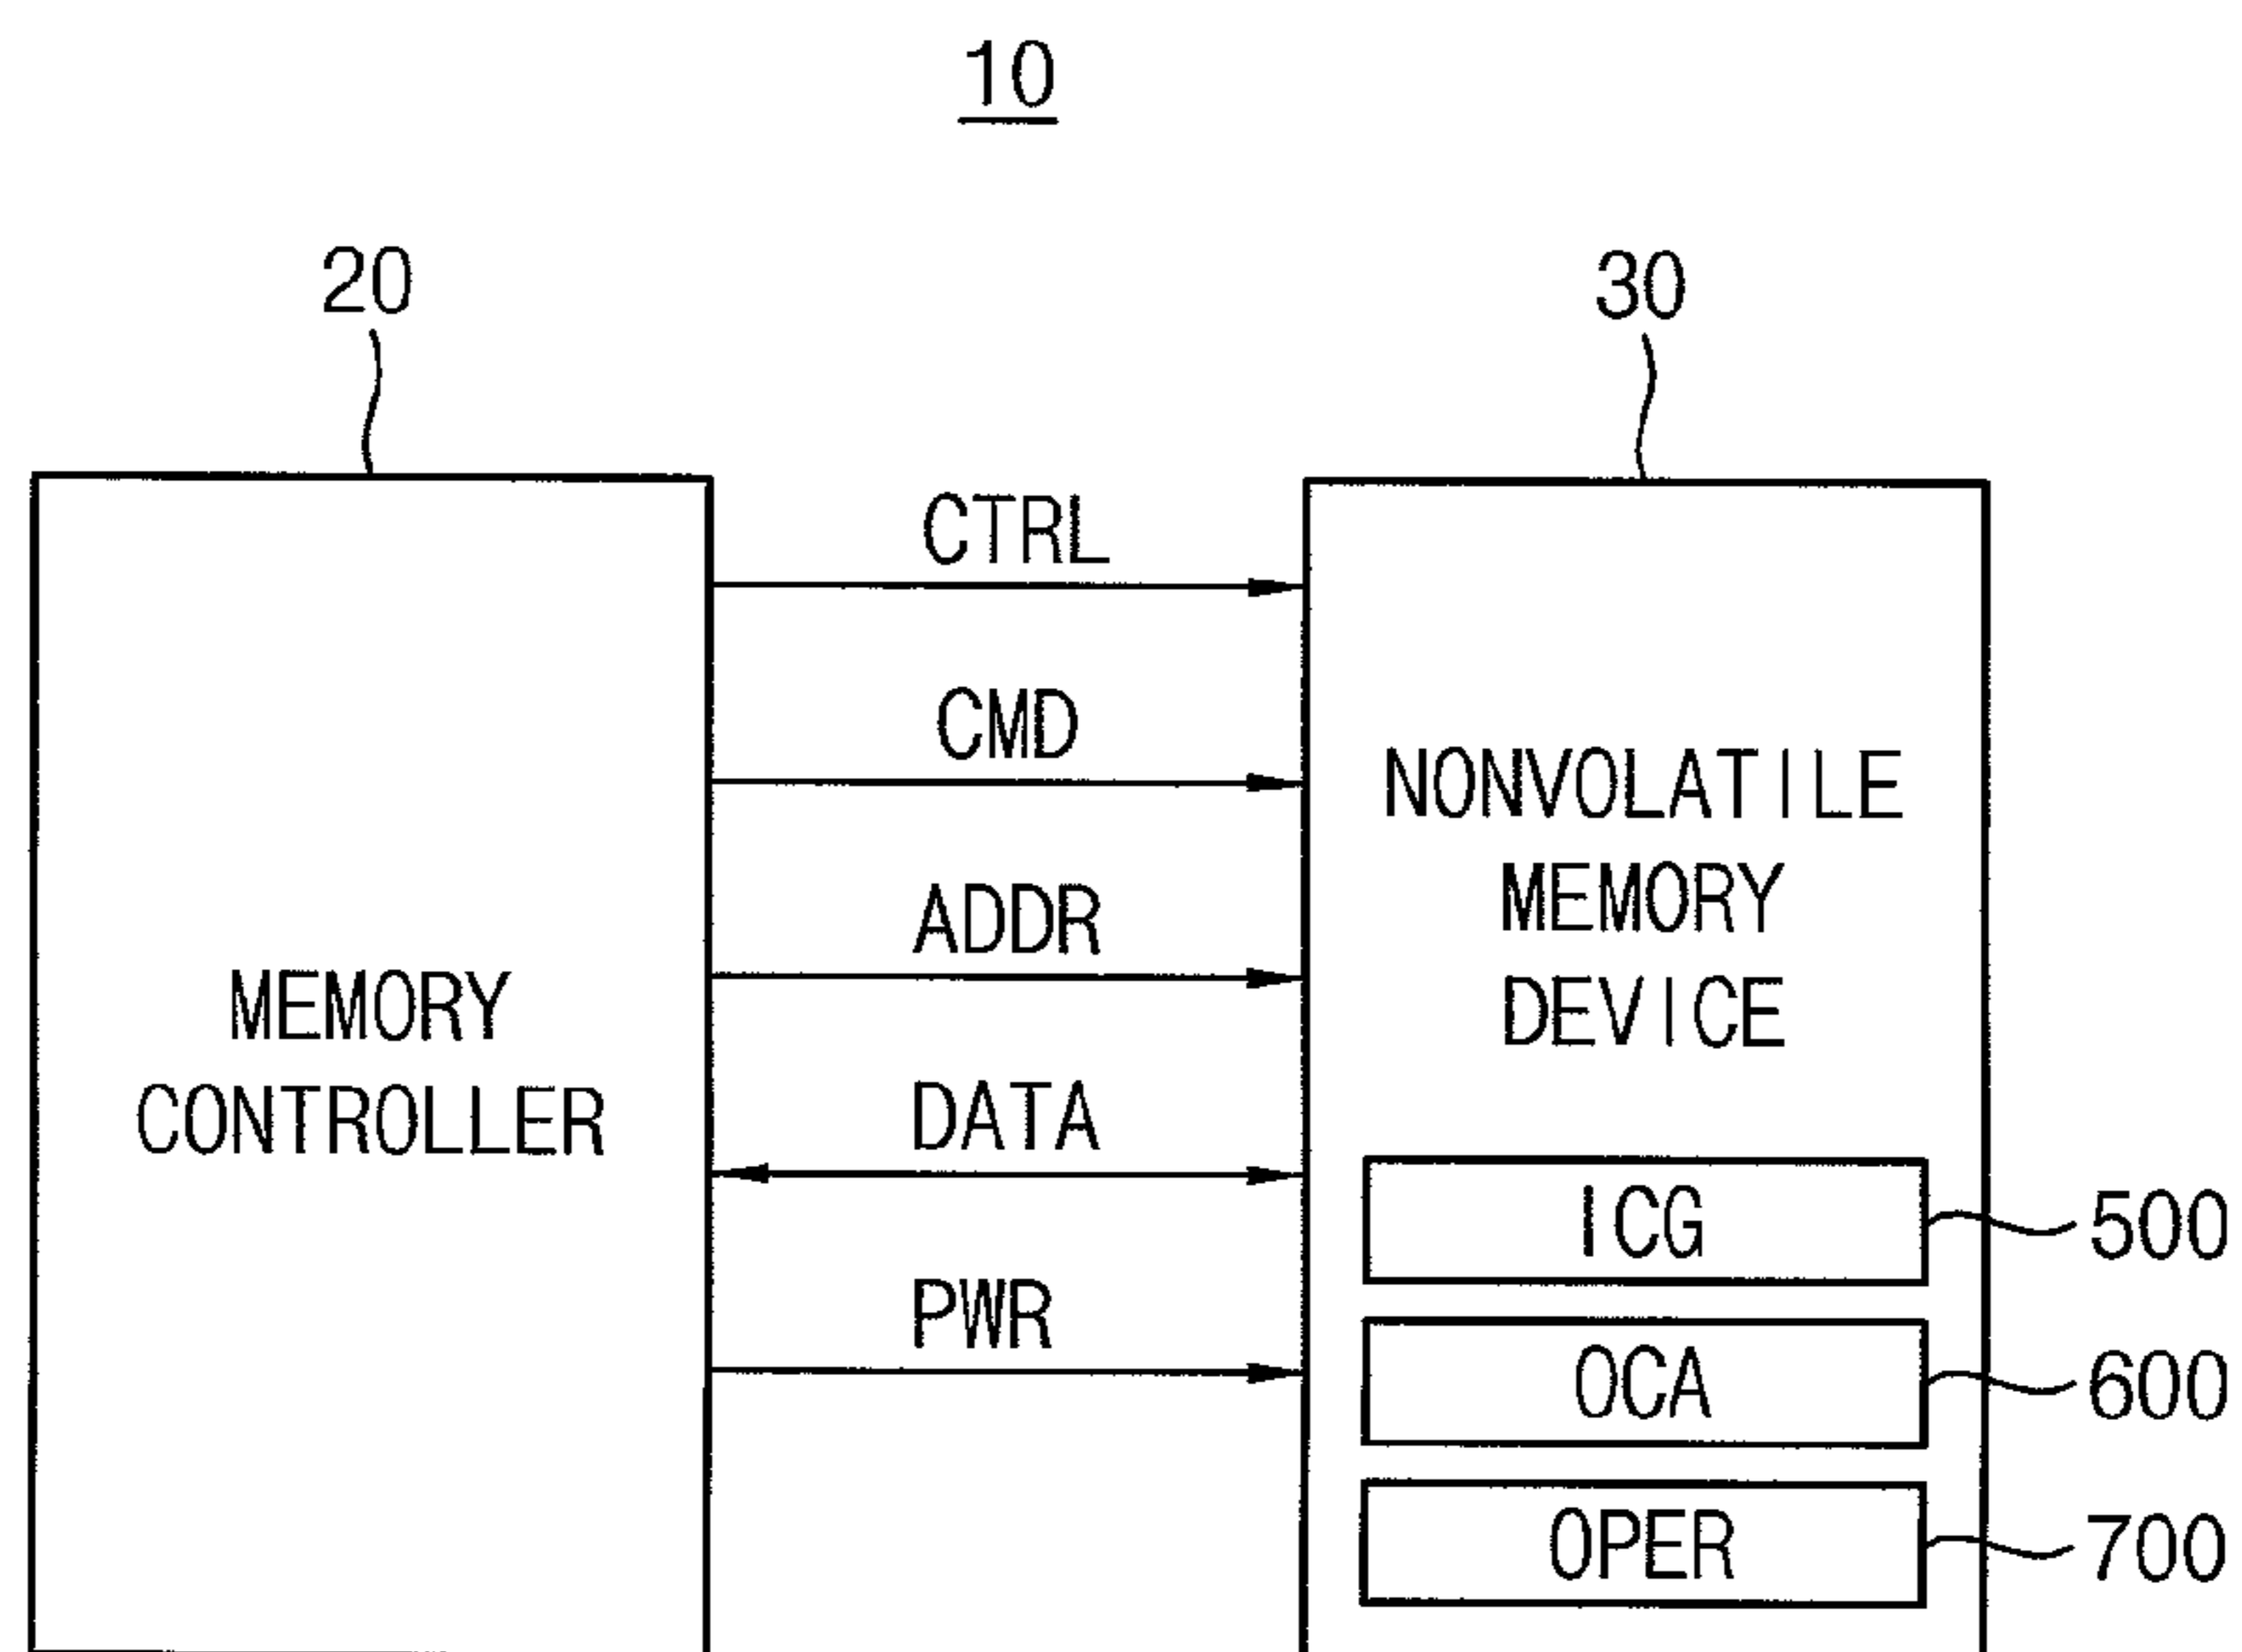 10
20
30
CTRL
CMD
ADDR
DATA
PWR
MEMORY
CONTROLLER
NONVOLATILE
MEMORY
DEVICE
ICG
500
OCA
600
OPER
700